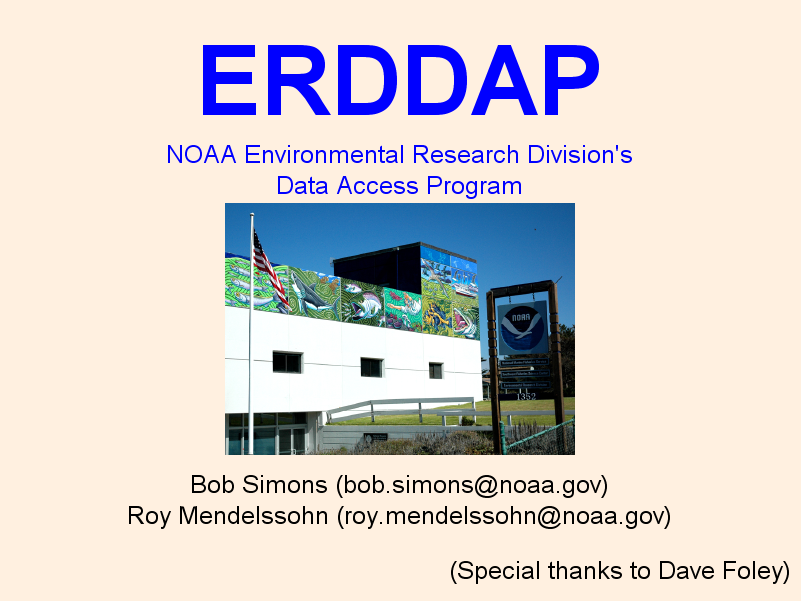 ERDDAP
NOAA Environmental Research Division's
Data Access Program
NOAA
1352
Bob Simons (bob.simons@noaa.gov)
Roy Mendelssohn (roy.mendelssohn@noaa.gov)
(Special thanks to Dave Foley)